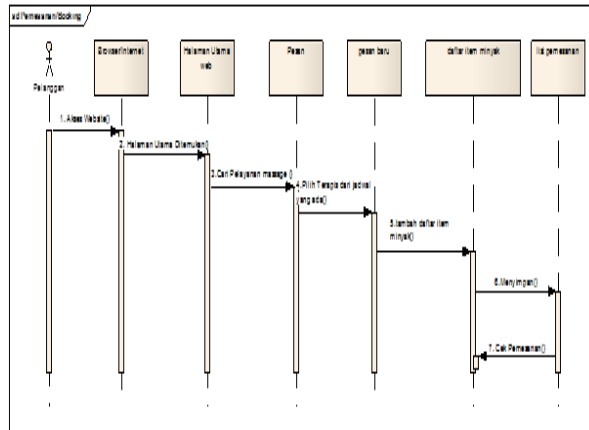 sd Pemesanan/Booking
Pelanggan
Browser/Internet
Halaman Utama
web
Pesan
pesan baru
daftar item minyak
list pemesanan
1. Akses Website()
2. Halaman Utama Ditemukan()
3.Cari Pelayanan massage ()
4.Pilih Terapis dari jadwal
yang ada()
5.tambah daftar item
minyak()
6.Menyimpan()
7. Cek Pemesanan()